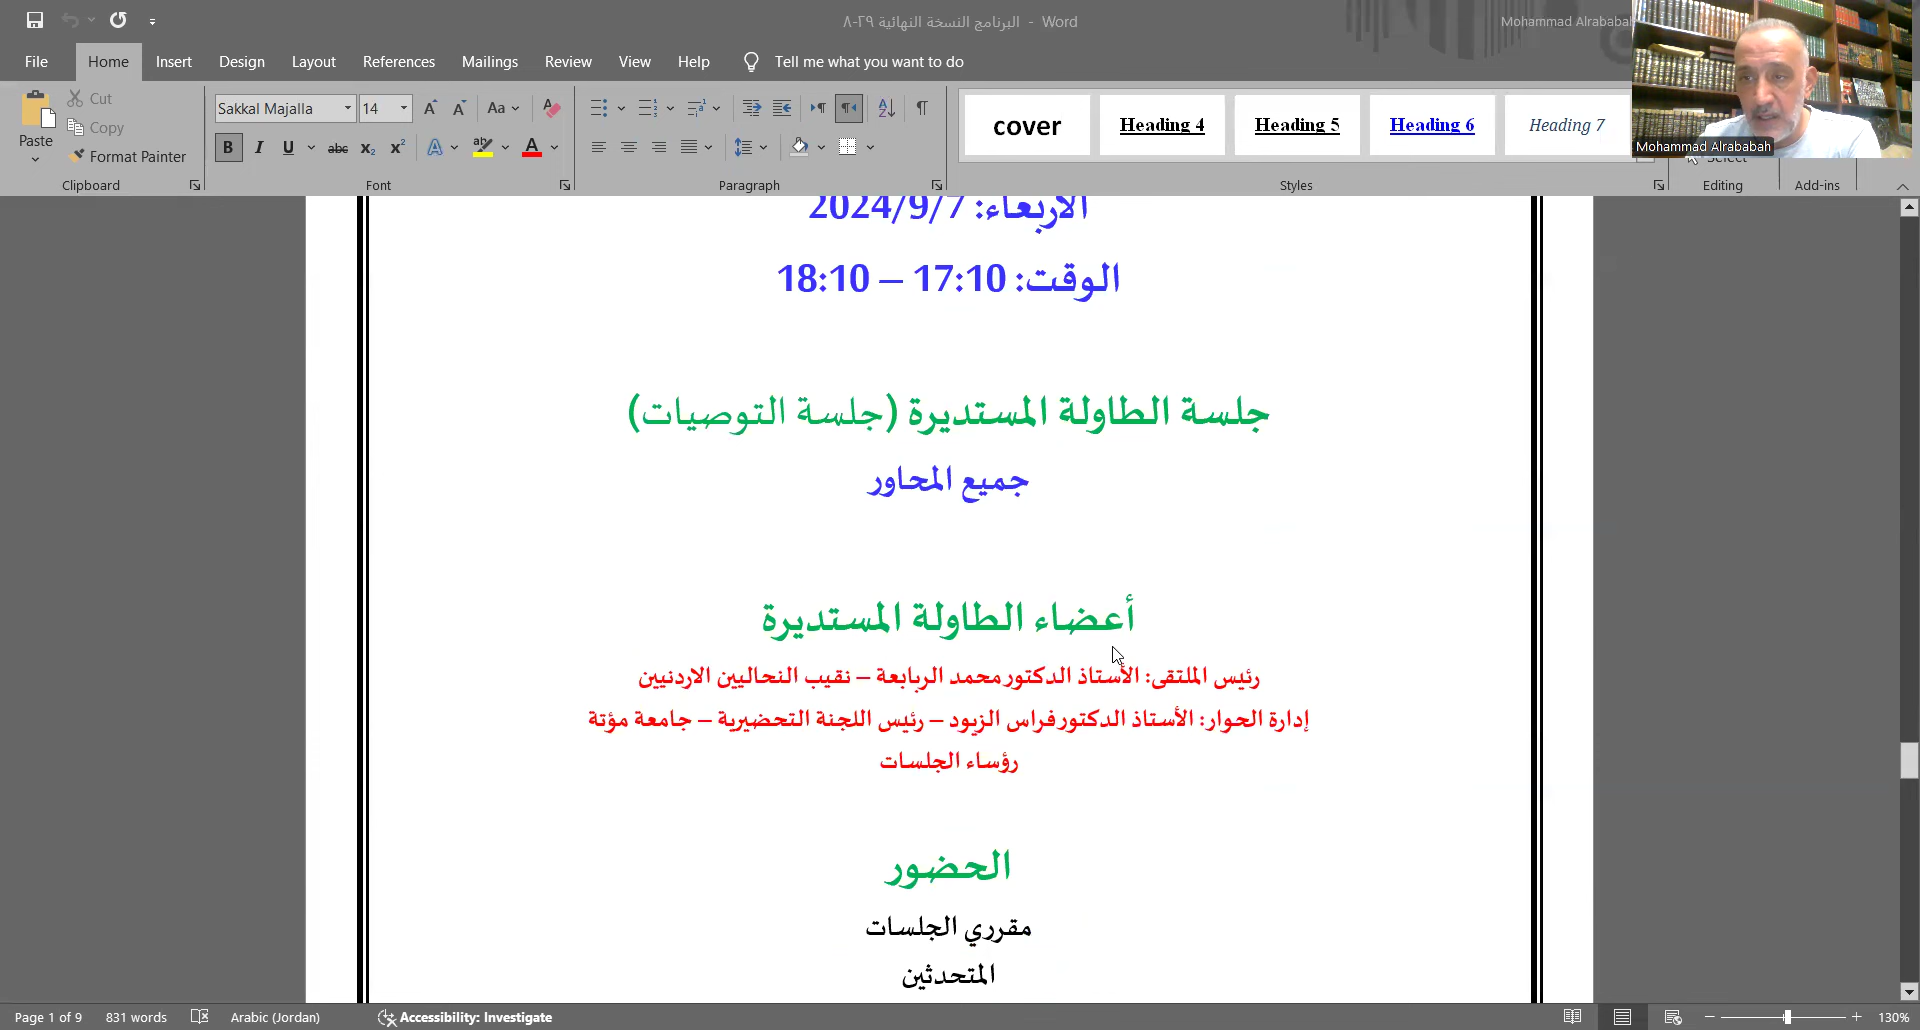 البرنامج النسخة النهائية ٢٩-٨ - Word
Mohammad Alrababah
File Home Insert Design Layout References Mailings Review View Help Tell me what you want to do
Cut
Copy
Format Painter
Paste
Clipboard
Sakkal Majalla 14
Font
Paragraph
cover Heading 4 Heading 5 Heading 6 Heading 7
Styles
Select
Editing
Add-ins
Mohammad Alrababah
الأربعاء: 2024/9/7
الوقت: 17:10 – 18:10
جلسة الطاولة المستديرة (جلسة التوصيات)
جميع المحاور
أعضاء الطاولة المستديرة
رئيس الملتقى: الأستاذ الدكتور محمد الربابعة – نقيب النحاليين الاردنيين
إدارة الحوار: الأستاذ الدكتور فراس الزيود – رئيس اللجنة التحضيرية – جامعة مؤتة
رؤساء الجلسات
الحضور
مقرري الجلسات
المتحدثين
Page 1 of 9 831 words Arabic (Jordan) Accessibility: Investigate 130%